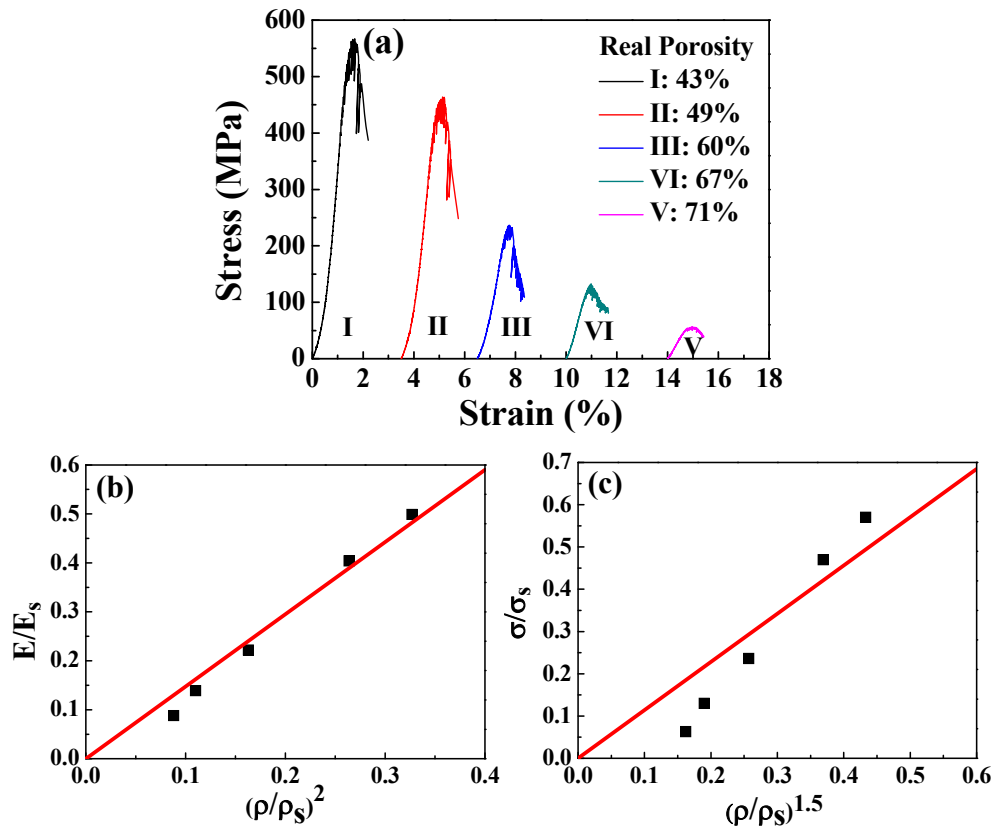 (a)
Real Porosity
I: 43%
II: 49%
III: 60%
VI: 67%
V: 71%
Stress (MPa)
600
500
400
300
200
100
0
I
II
III
VI
V
0 2 4 6 8 10 12 14 16 18
Strain (%)
(b)
E/Es
0.6
0.5
0.4
0.3
0.2
0.1
0.0
0.0 0.1 0.2 0.3 0.4
(ρ/ρs)²
(c)
σ/σs
0.7
0.6
0.5
0.4
0.3
0.2
0.1
0.0
0.0 0.1 0.2 0.3 0.4 0.5 0.6
(ρ/ρs)^1.5